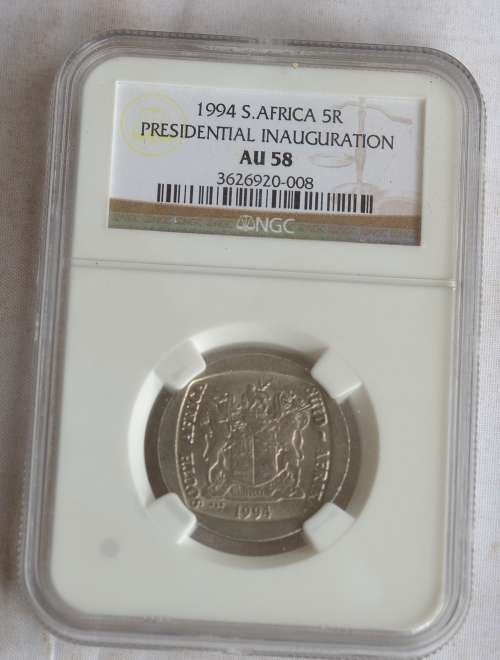 1994 S.AFRICA 5R
PRESIDENTIAL INAUGURATION
AU 58
3626920-008
NGC
SOUTH AFRICA
SUID-AFRIKA
1994